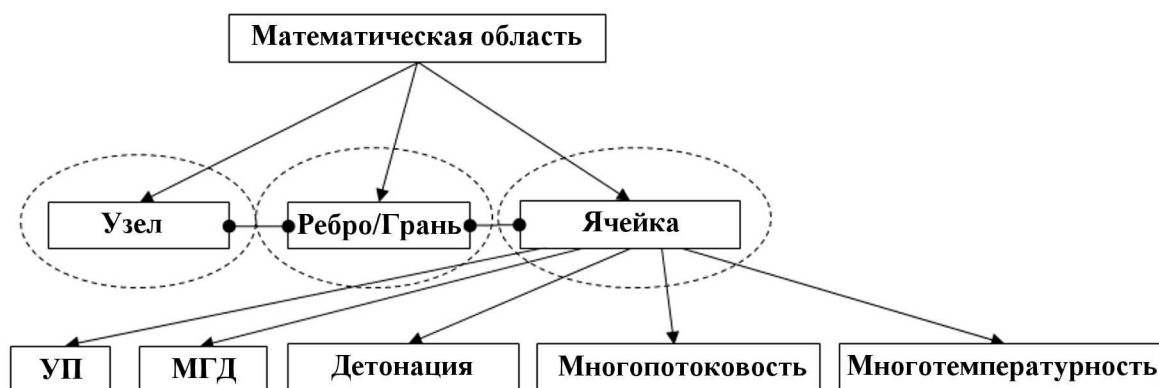 Математическая область
Узел
Ребро/Грань
Ячейка
УП
МГД
Детонация
Многопотоковость
Многотемпературность